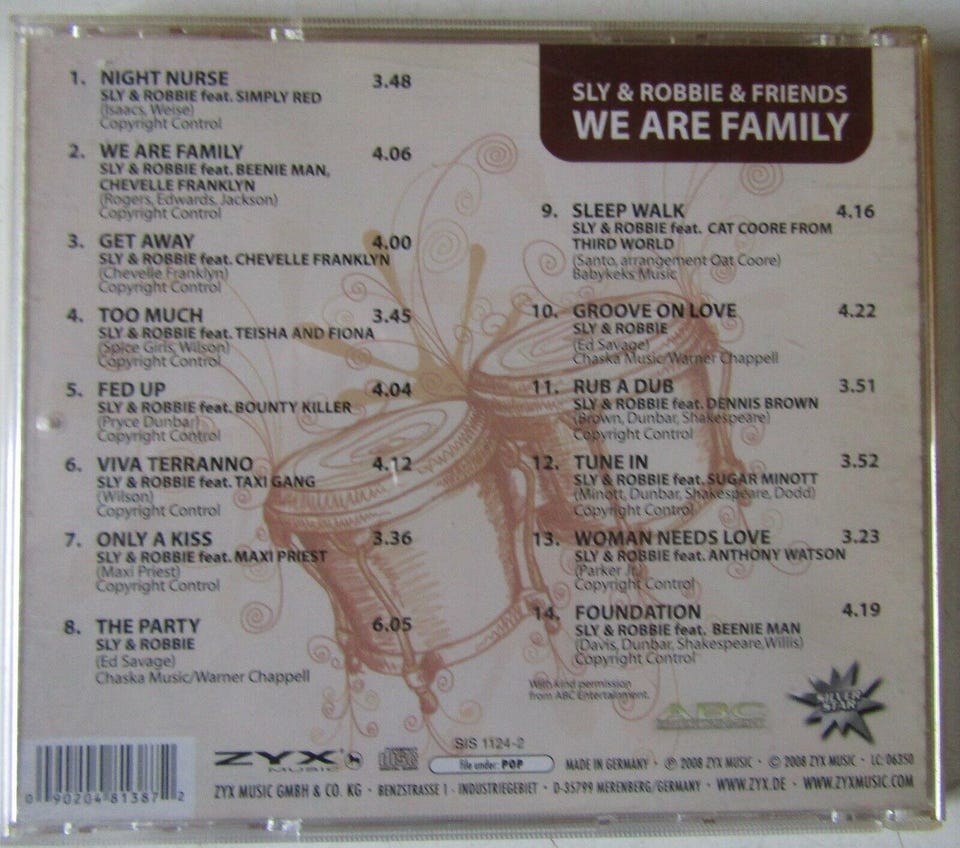 1. NIGHT NURSE 3.48
SLY & ROBBIE feat. SIMPLY RED
(Isaacs, Weise)
Copyright Control
2. WE ARE FAMILY 4.06
SLY & ROBBIE feat. BEENIE MAN,
CHEVELLE FRANKLYN
(Rogers, Edwards, Jackson)
Copyright Control
3. GET AWAY 4.00
SLY & ROBBIE feat. CHEVELLE FRANKLYN
(Chevelle Franklyn)
Copyright Control
4. TOO MUCH 3.45
SLY & ROBBIE feat. TEISHA AND FIONA
(Spice Girls, Wilson)
Copyright Control
5. FED UP 4.04
SLY & ROBBIE feat. BOUNTY KILLER
(Pryce Dunbar)
Copyright Control
6. VIVA TERRANNO 4.12
SLY & ROBBIE feat. TAXI GANG
(Wilson)
Copyright Control
7. ONLY A KISS 3.36
SLY & ROBBIE feat. MAXI PRIEST
(Maxi Priest)
Copyright Control
8. THE PARTY 6.05
SLY & ROBBIE
(Ed Savage)
Chaska Music/Warner Chappell
SLY & ROBBIE & FRIENDS
WE ARE FAMILY
9. SLEEP WALK 4.16
SLY & ROBBIE feat. CAT COORE FROM
THIRD WORLD
(Santo, arrangement Oat Coore)
Babykeks Music
10. GROOVE ON LOVE 4.22
SLY & ROBBIE
(Ed Savage)
Chaska Music/Warner Chappell
11. RUB A DUB 3.51
SLY & ROBBIE feat. DENNIS BROWN
(Brown, Dunbar, Shakespeare)
Copyright Control
12. TUNE IN 3.52
SLY & ROBBIE feat. SUGAR MINOTT
(Minott, Dunbar, Shakespeare, Dodd)
Copyright Control
13. WOMAN NEEDS LOVE 3.23
SLY & ROBBIE feat. ANTHONY WATSON
(Parker Jr.)
Copyright Control
14. FOUNDATION 4.19
SLY & ROBBIE feat. BEENIE MAN
(Davis, Dunbar, Shakespeare, Willis)
Copyright Control
With kind permission
from ABC Entertainment.
ABC
ENTERTAINMENT
SILVER
STAR
0 90204 81387 2
ZYX
MUSIC
COMPACT
disc
DIGITAL AUDIO
SIS 1124-2
file under: POP
MADE IN GERMANY · ℗ 2008 ZYX MUSIC · © 2008 ZYX MUSIC · LC: 06350
ZYX MUSIC GMBH & CO. KG · BENZSTRASSE 1 · INDUSTRIEGEBIET · D-35799 MERENBERG/GERMANY · WWW.ZYX.DE · WWW.ZYXMUSIC.COM